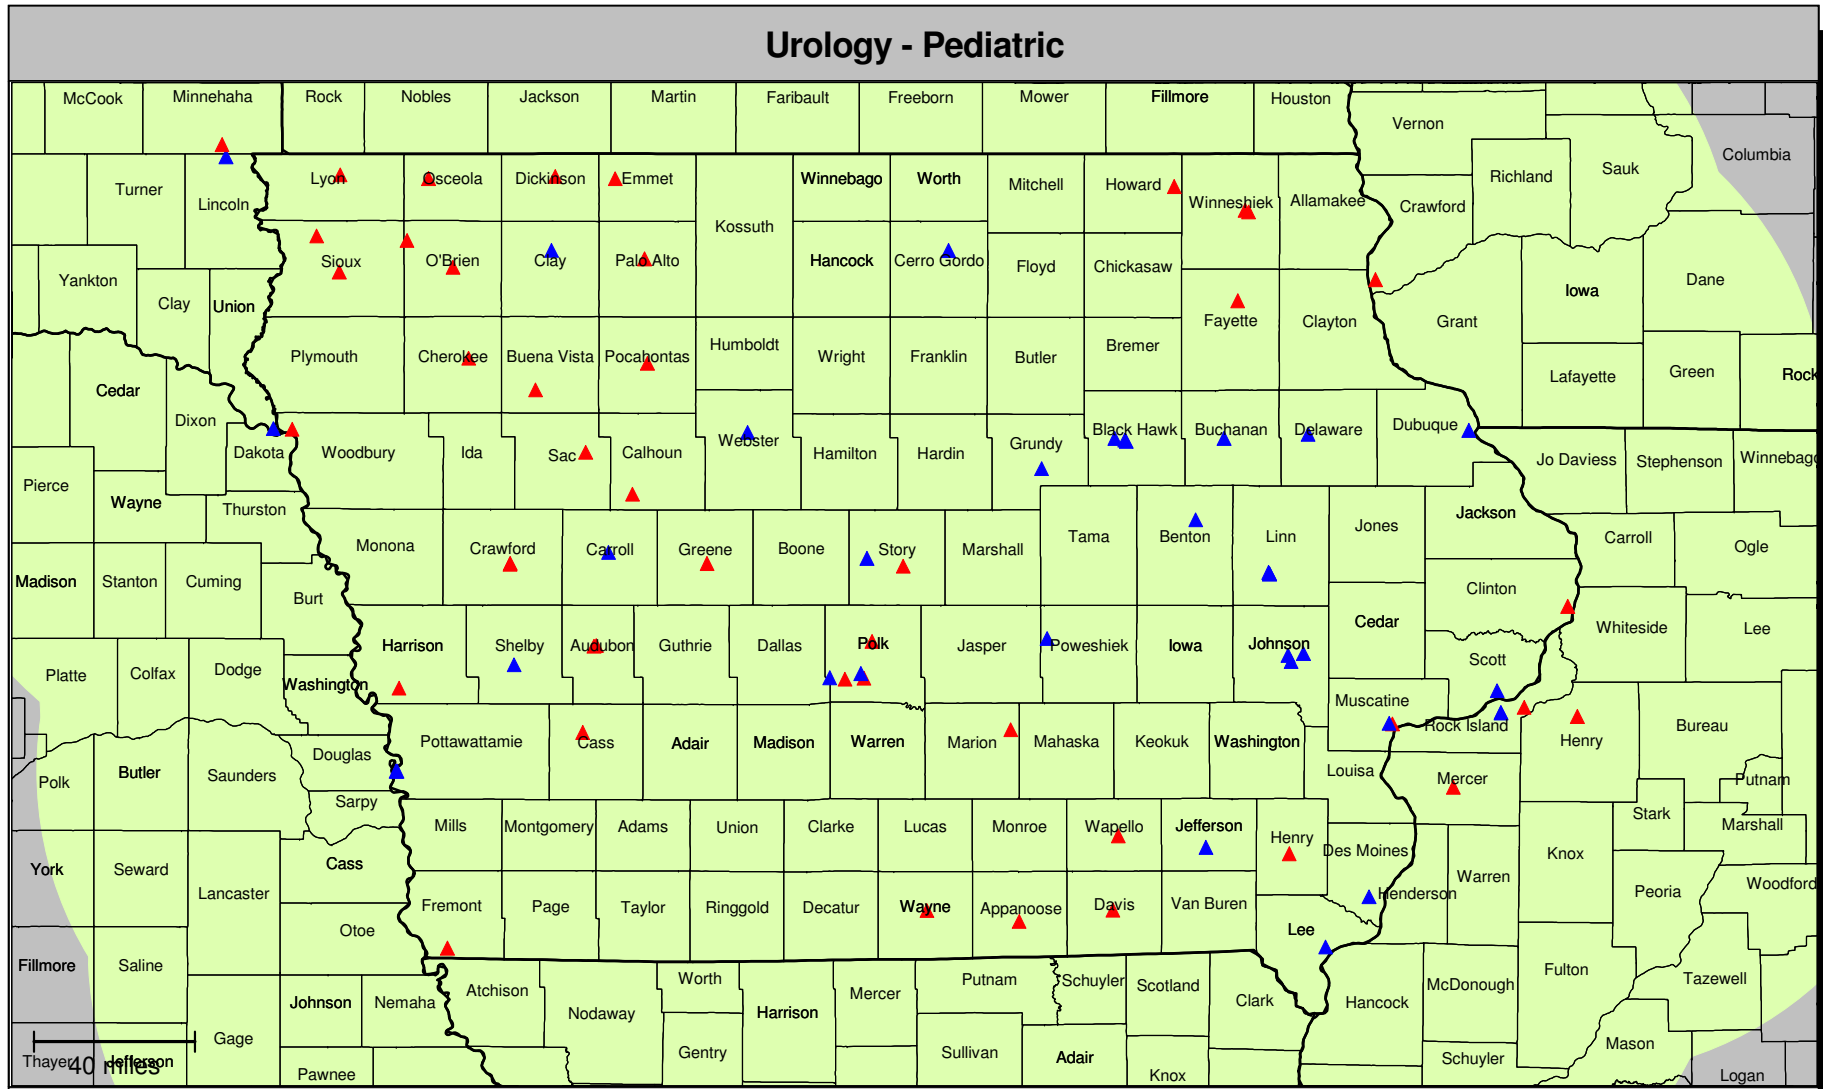 Urology - Pediatric
McCook Minnehaha Rock Nobles Jackson Martin Faribault Freeborn Mower Fillmore Houston
Vernon
Columbia
Turner Lincoln Lyon Osceola Dickinson Emmet Winnebago Worth Mitchell Howard Winneshiek Allamakee Crawford Richland Sauk
Kossuth
Yankton Clay Union Sioux O'Brien Clay Palo Alto Hancock Cerro Gordo Floyd Chickasaw Iowa Dane
Fayette Clayton Grant
Plymouth Cherokee Buena Vista Pocahontas Humboldt Wright Franklin Butler Bremer Lafayette Green Rock
Cedar Dixon
Dakota Woodbury Ida Sac Calhoun Webster Hamilton Hardin Grundy Black Hawk Buchanan Delaware Dubuque Jo Daviess Stephenson Winnebago
Pierce Wayne Thurston
Monona Crawford Carroll Greene Boone Story Marshall Tama Benton Linn Jones Jackson Carroll Ogle
Madison Stanton Cuming Burt Clinton
Harrison Shelby Audubon Guthrie Dallas Polk Jasper Poweshiek Iowa Johnson Cedar Scott Whiteside Lee
Platte Colfax Dodge Washington
Muscatine Rock Island
Douglas Pottawattamie Cass Adair Madison Warren Marion Mahaska Keokuk Washington Henry Bureau
Polk Butler Saunders Louisa Mercer Putnam
Sarpy
Mills Montgomery Adams Union Clarke Lucas Monroe Wapello Jefferson Henry Des Moines Stark Marshall
York Seward Cass Knox
Lancaster Warren Peoria Woodford
Henderson
Fremont Page Taylor Ringgold Decatur Wayne Appanoose Davis Van Buren Lee
Otoe
Fillmore Saline Fulton Tazewell
Atchison Worth Putnam Schuyler Scotland McDonough
Johnson Nemaha Nodaway Harrison Mercer Clark Hancock
Gage Gentry Sullivan Adair Schuyler Mason
Thayer Jefferson
40 miles
Pawnee Knox Logan